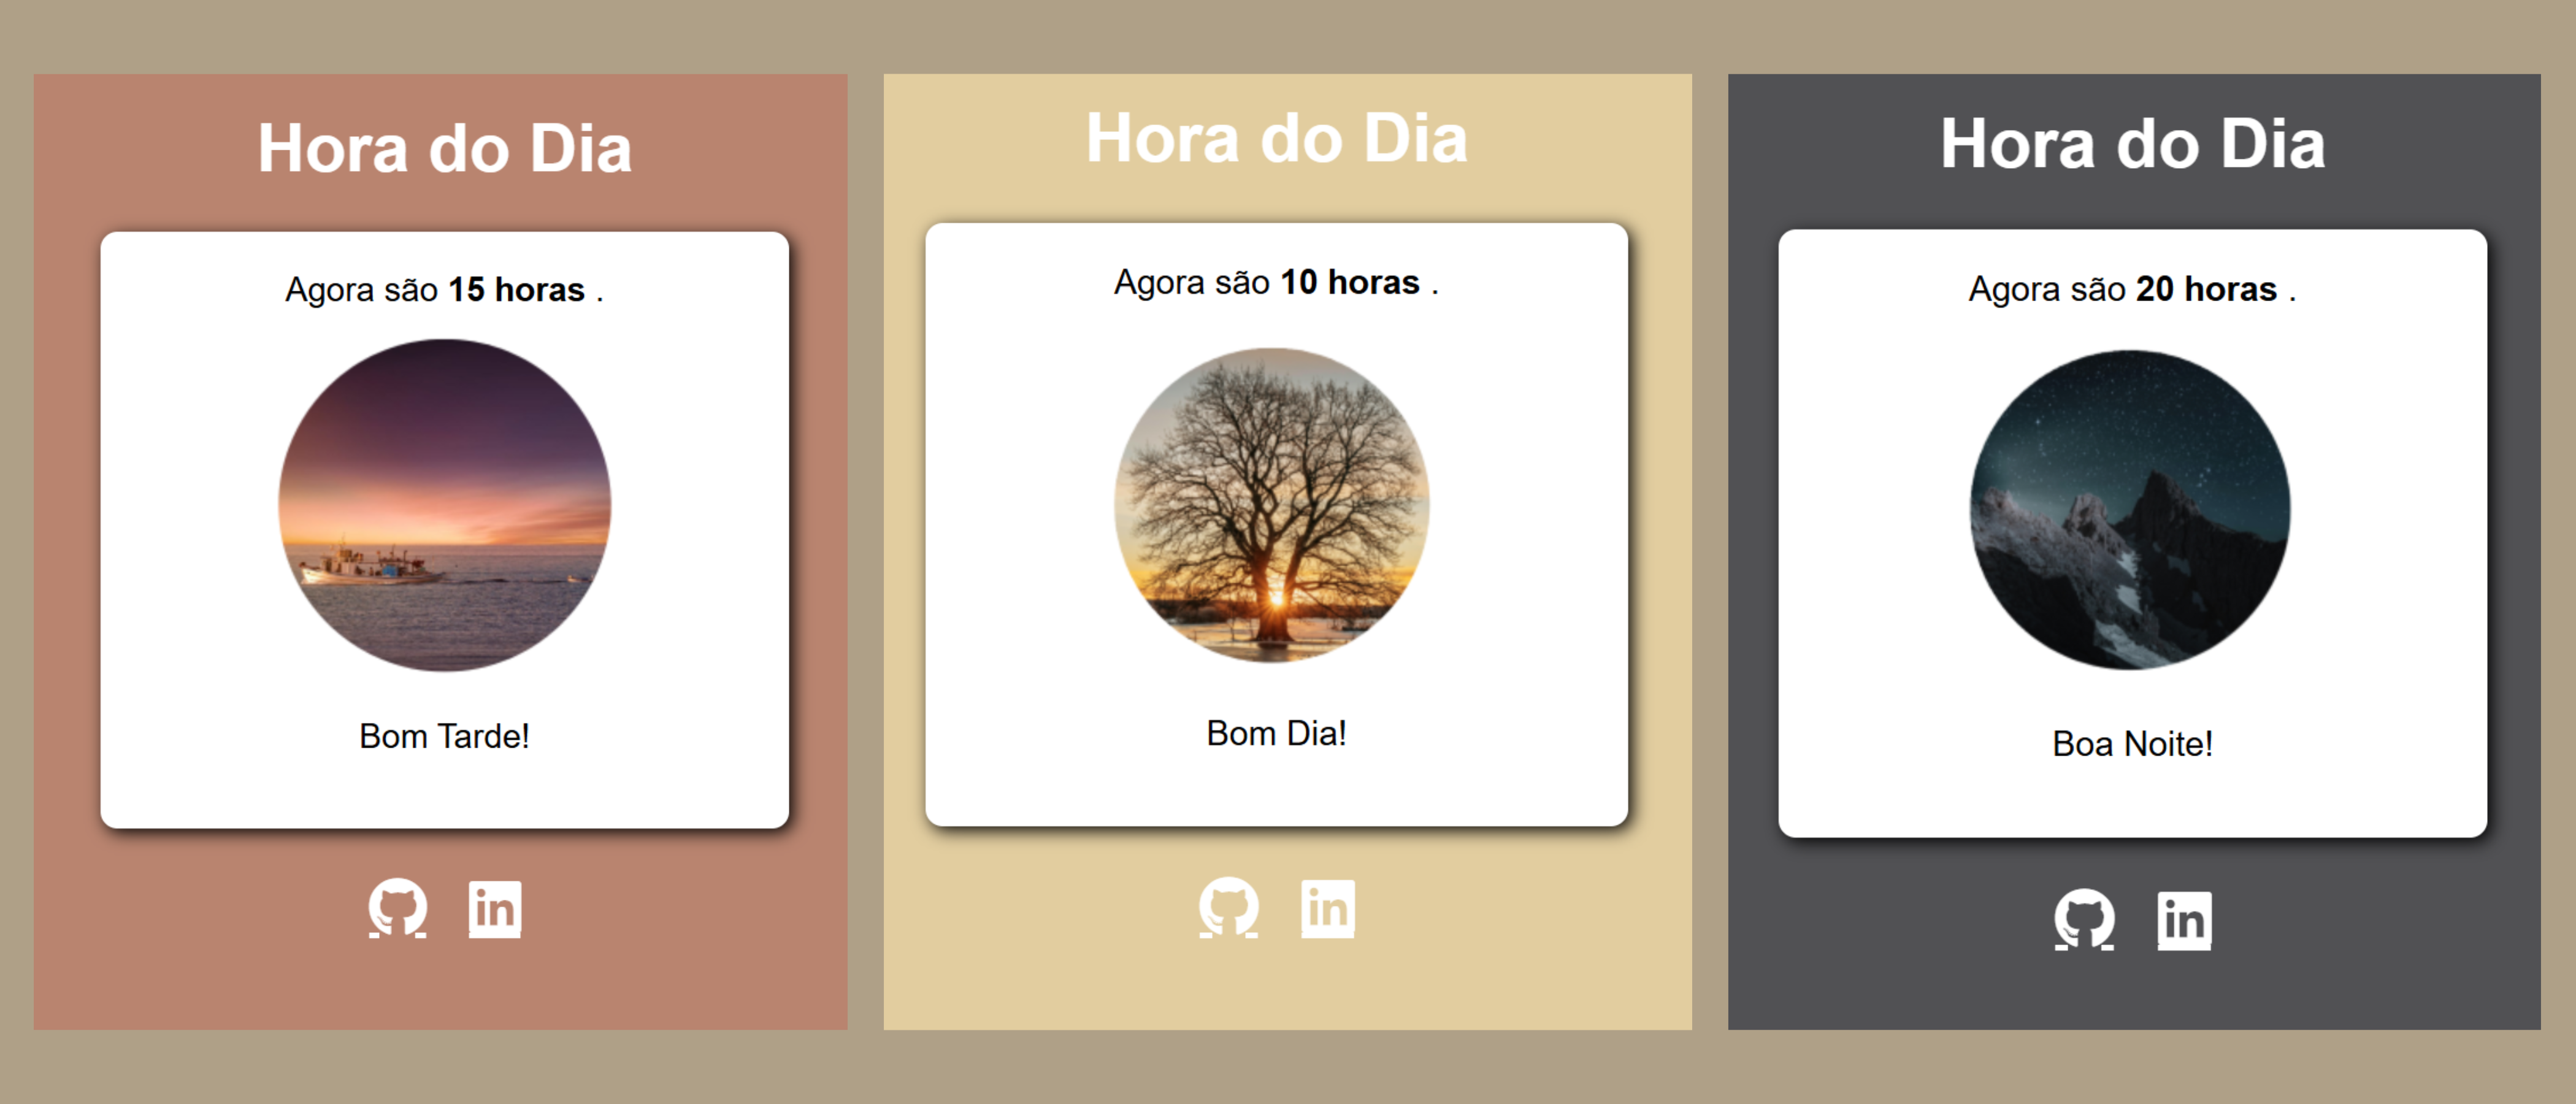 Hora do Dia
Agora são 15 horas .
Bom Tarde!
in
Hora do Dia
Agora são 10 horas .
Bom Dia!
in
Hora do Dia
Agora são 20 horas .
Boa Noite!
in